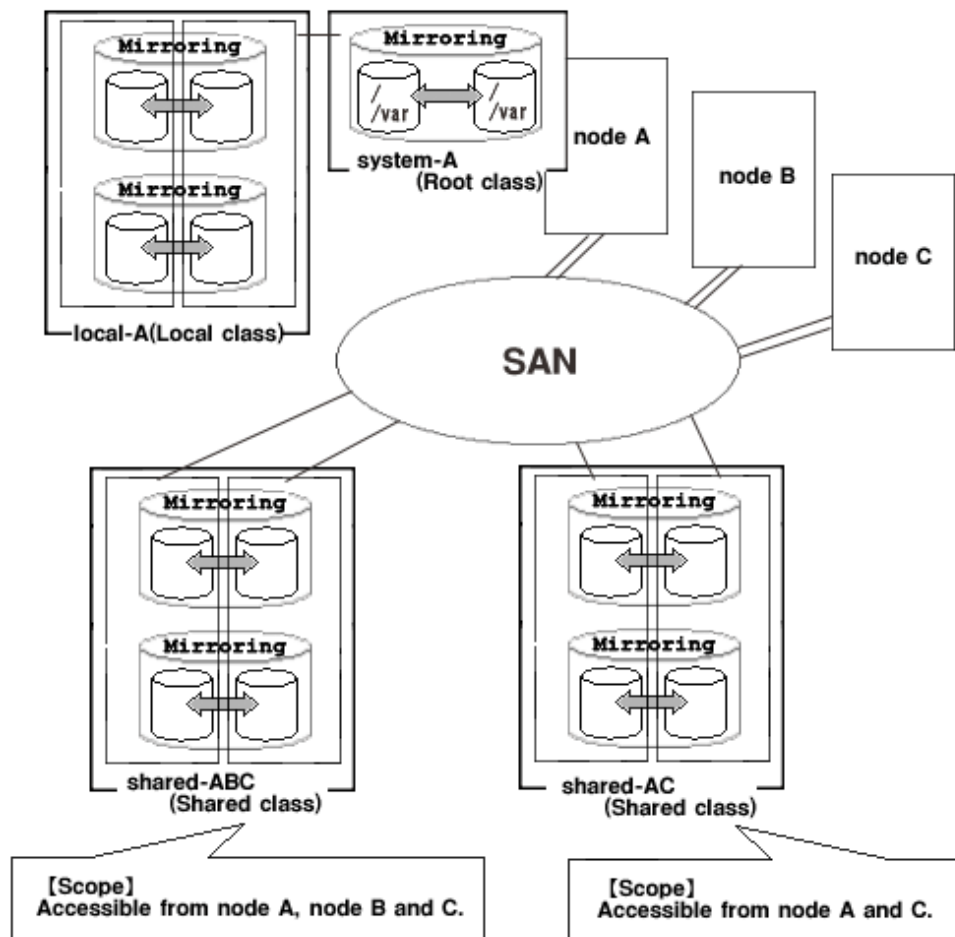 Mirroring
Mirroring
local-A(Local class)
Mirroring
/ /
/var /var
system-A
(Root class)
node A
node B
node C
SAN
Mirroring
Mirroring
shared-ABC
(Shared class)
Mirroring
Mirroring
shared-AC
(Shared class)
【Scope】
Accessible from node A, node B and C.
【Scope】
Accessible from node A and C.